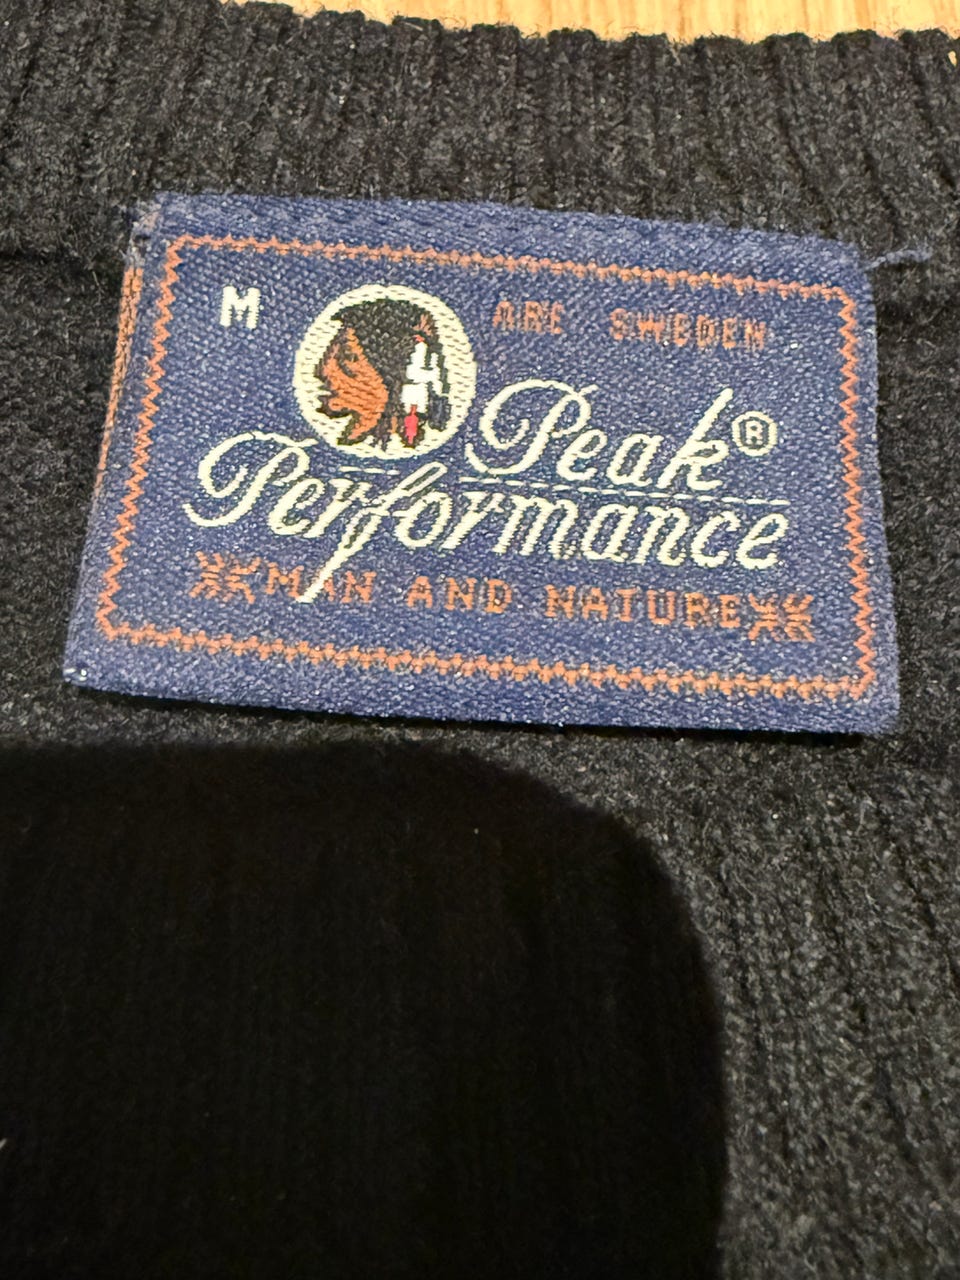 M
ARE SWEDEN
Peak®
Performance
MAN AND NATURE